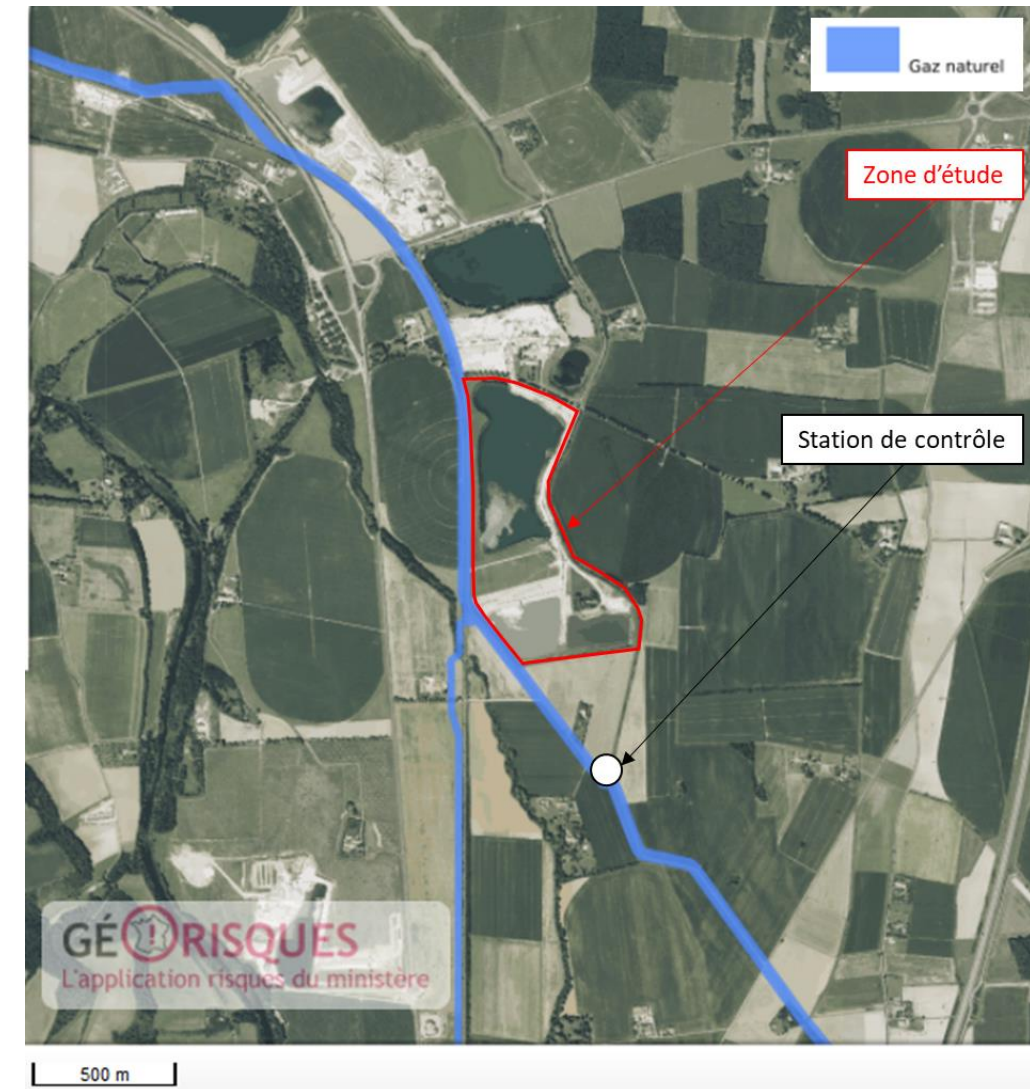 Gaz naturel
Zone d'étude
Station de contrôle
GÉORISQUES
L'application risques du ministère
500 m